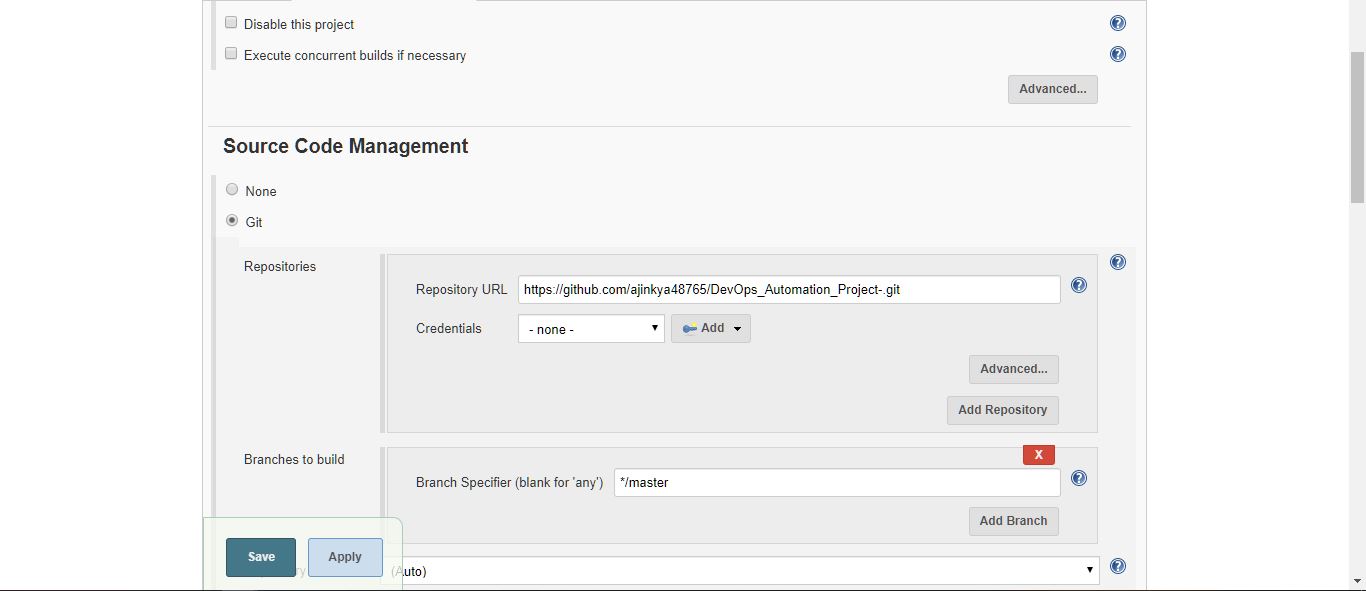 Disable this project
Execute concurrent builds if necessary
Advanced...
Source Code Management
None
Git
Repositories
Repository URL https://github.com/ajinkya48765/DevOps_Automation_Project-.git
Credentials - none - Add
Advanced...
Add Repository
Branches to build
X
Branch Specifier (blank for 'any') */master
Add Branch
Save Apply
(Auto)